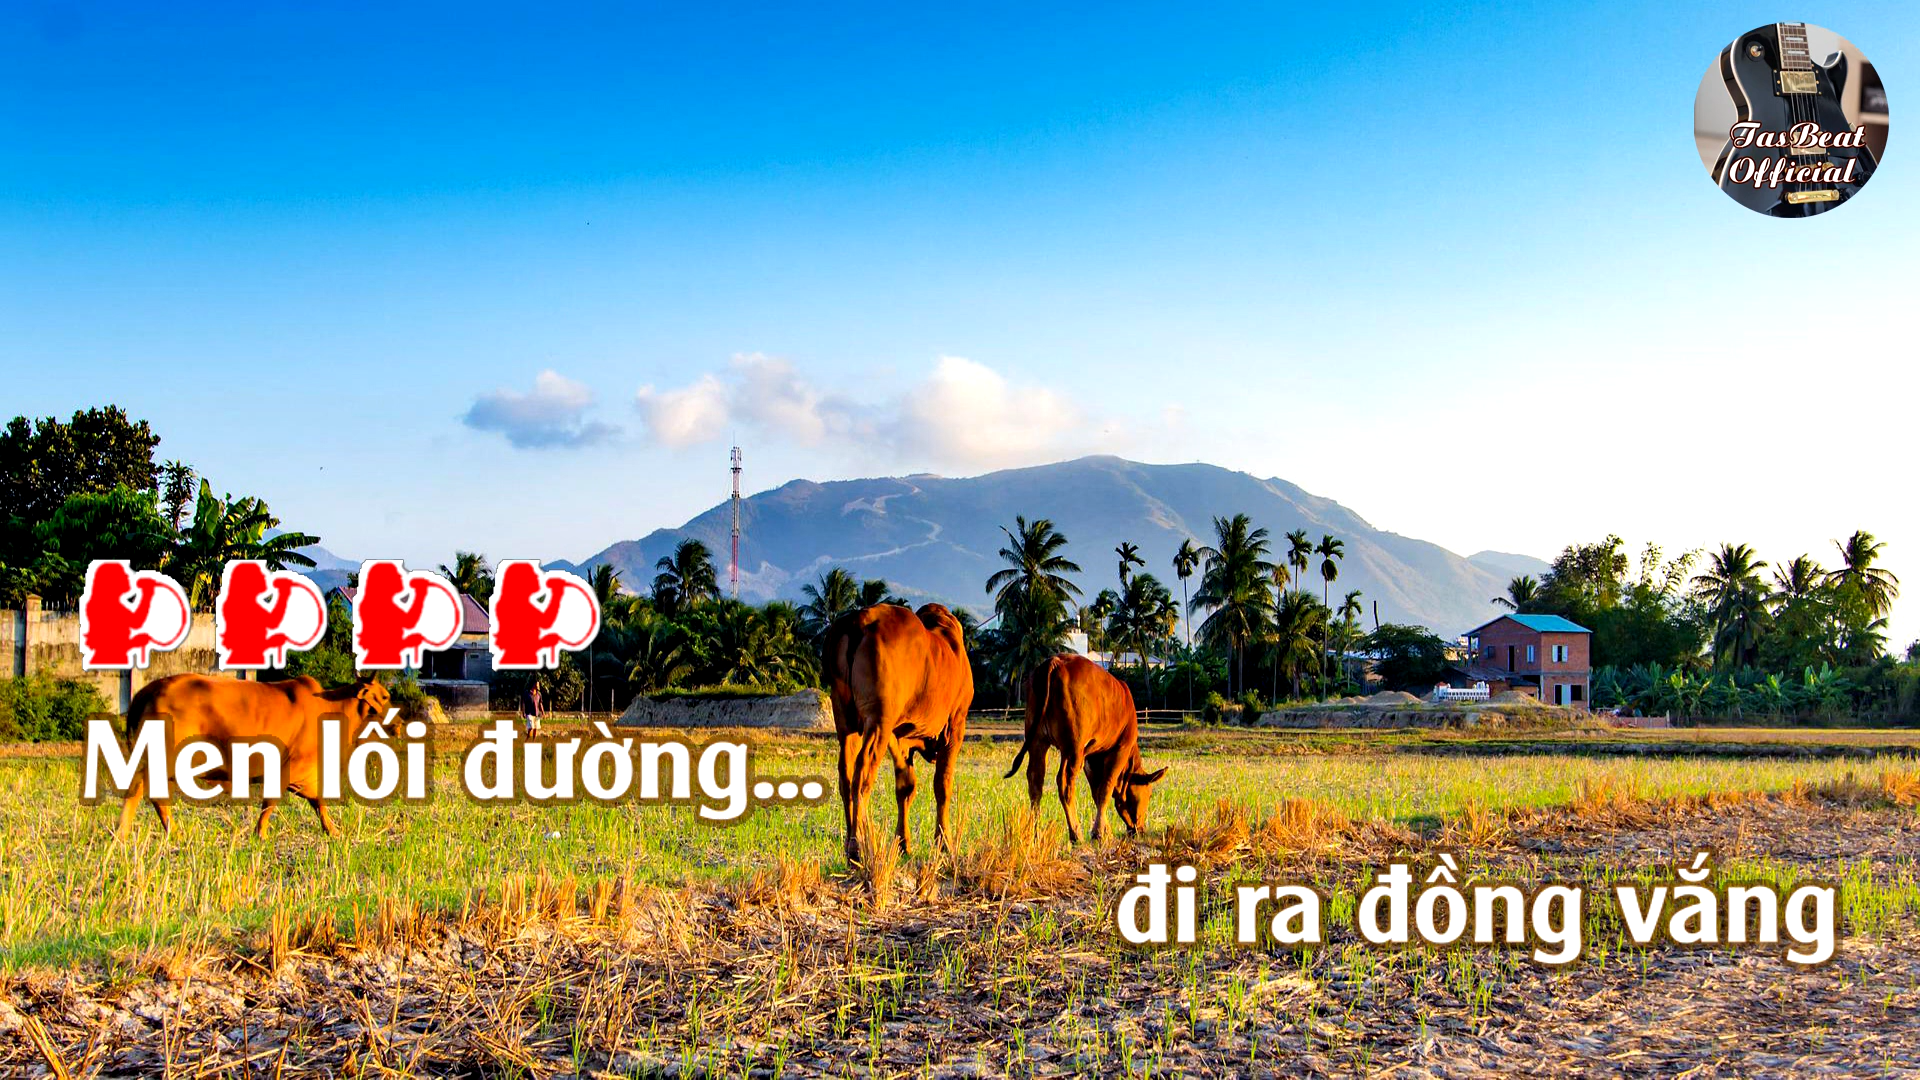 TasBeat
Official
Men lối đường...
đi ra đồng vắng